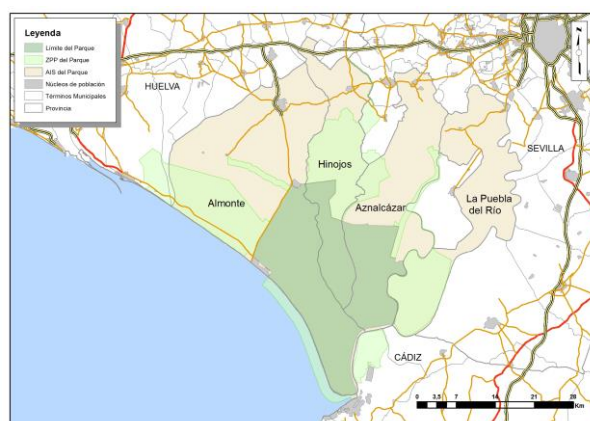 Leyenda
Límite del Parque
ZPP del Parque
AIS del Parque
Núcleos de población
Términos Municipales
Provincia
N
HUELVA
SEVILLA
Hinojos
Almonte
Aznalcázar
La Puebla
del Río
CÁDIZ
0 3,5 7 14 21 28
Km